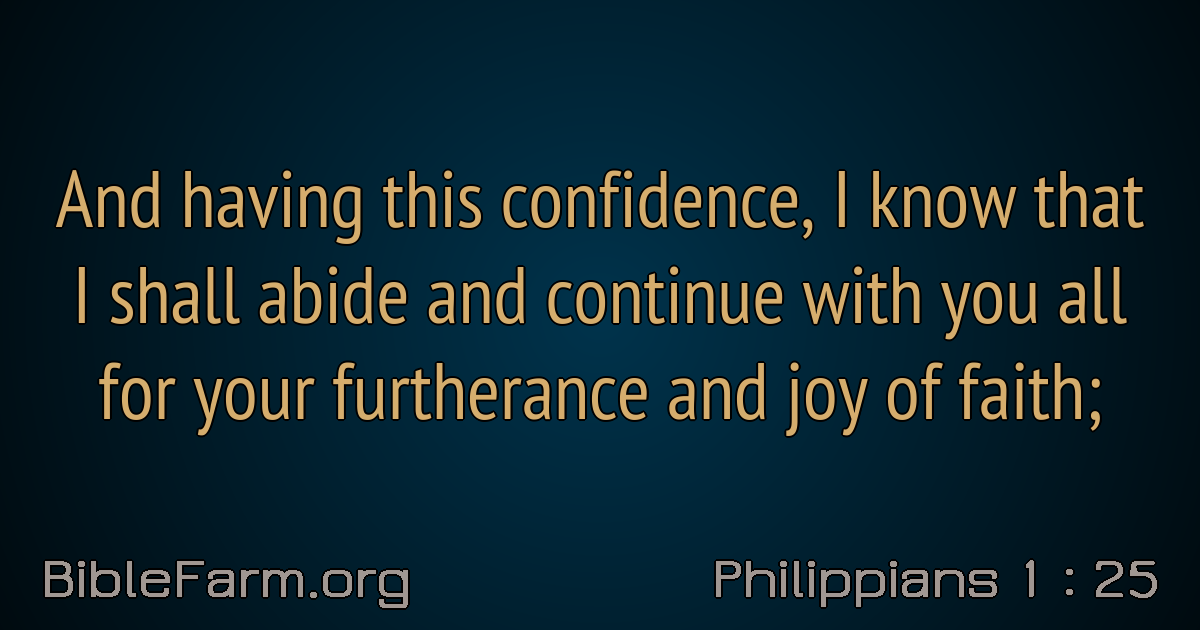 And having this confidence, I know that
I shall abide and continue with you all
for your furtherance and joy of faith;
BibleFarm.org
Philippians 1 : 25